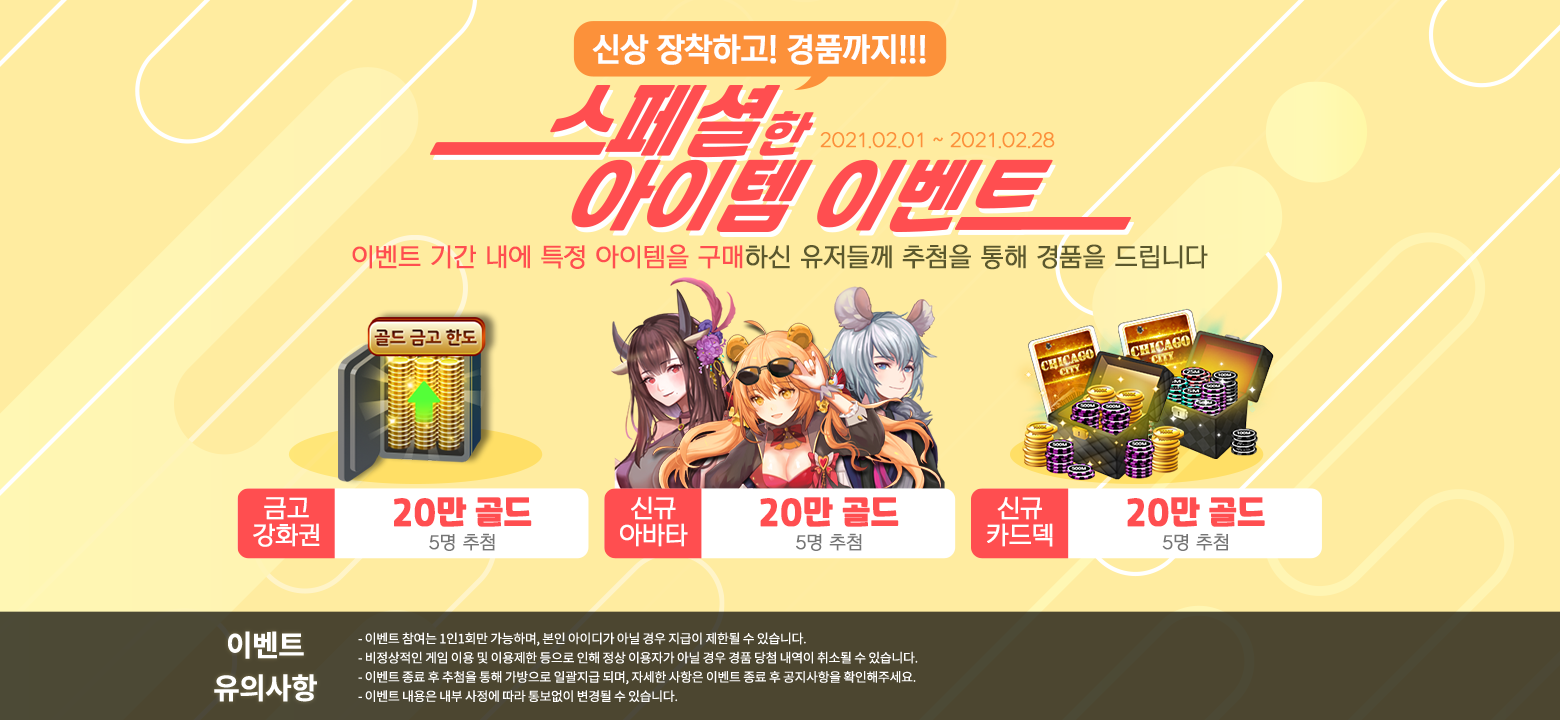 신상 장착하고! 경품까지!!!
스페셜한
2021.02.01 ~ 2021.02.28
아이템 이벤트
이벤트 기간 내에 특정 아이템을 구매하신 유저들께 추첨을 통해 경품을 드립니다
골드 금고 한도
CHICAGO
CITY
CHICAGO
CITY
금고
강화권
20만 골드
5명 추첨
신규
아바타
20만 골드
5명 추첨
신규
카드덱
20만 골드
5명 추첨
이벤트
유의사항
- 이벤트 참여는 1인1회만 가능하며, 본인 아이디가 아닐 경우 지급이 제한될 수 있습니다.
- 비정상적인 게임 이용 및 이용제한 등으로 인해 정상 이용자가 아닐 경우 경품 당첨 내역이 취소될 수 있습니다.
- 이벤트 종료 후 추첨을 통해 가방으로 일괄지급 되며, 자세한 사항은 이벤트 종료 후 공지사항을 확인해주세요.
- 이벤트 내용은 내부 사정에 따라 통보없이 변경될 수 있습니다.